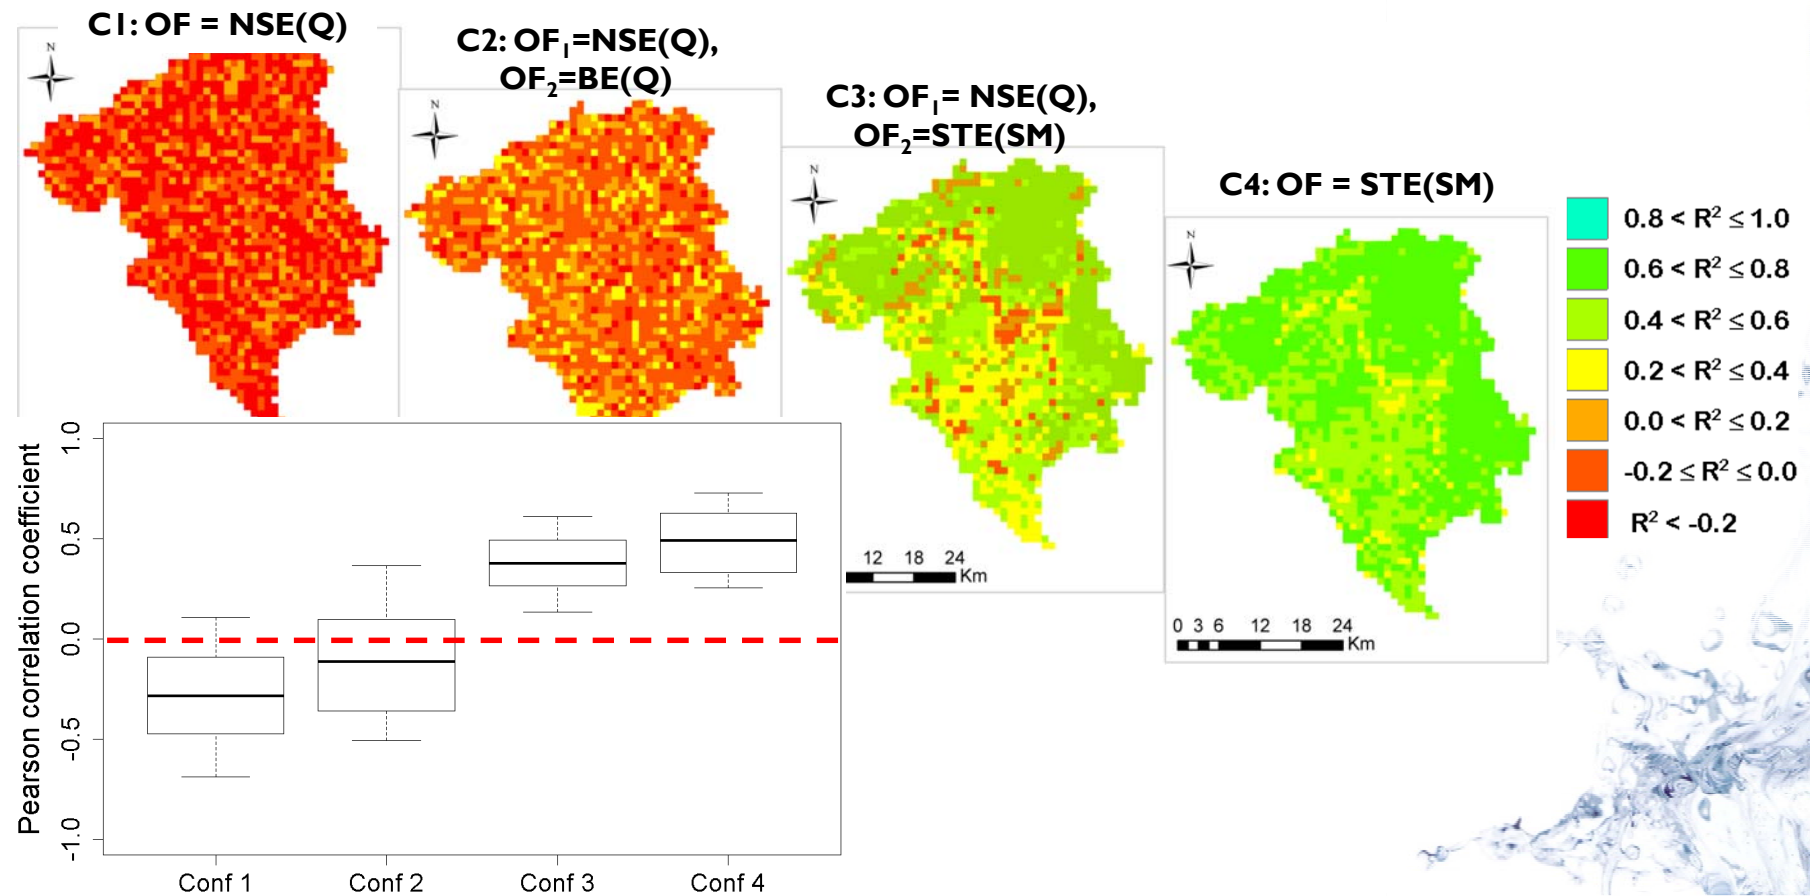 C1: OF = NSE(Q)
N
C2: OF₁=NSE(Q),
OF₂=BE(Q)
N
C3: OF₁= NSE(Q),
OF₂=STE(SM)
N
12 18 24
Km
C4: OF = STE(SM)
N
0 3 6 12 18 24
Km
0.8 < R² ≤ 1.0
0.6 < R² ≤ 0.8
0.4 < R² ≤ 0.6
0.2 < R² ≤ 0.4
0.0 < R² ≤ 0.2
-0.2 ≤ R² ≤ 0.0
R² < -0.2
Pearson correlation coefficient
1.0
0.5
0.0
-0.5
-1.0
Conf 1 Conf 2 Conf 3 Conf 4